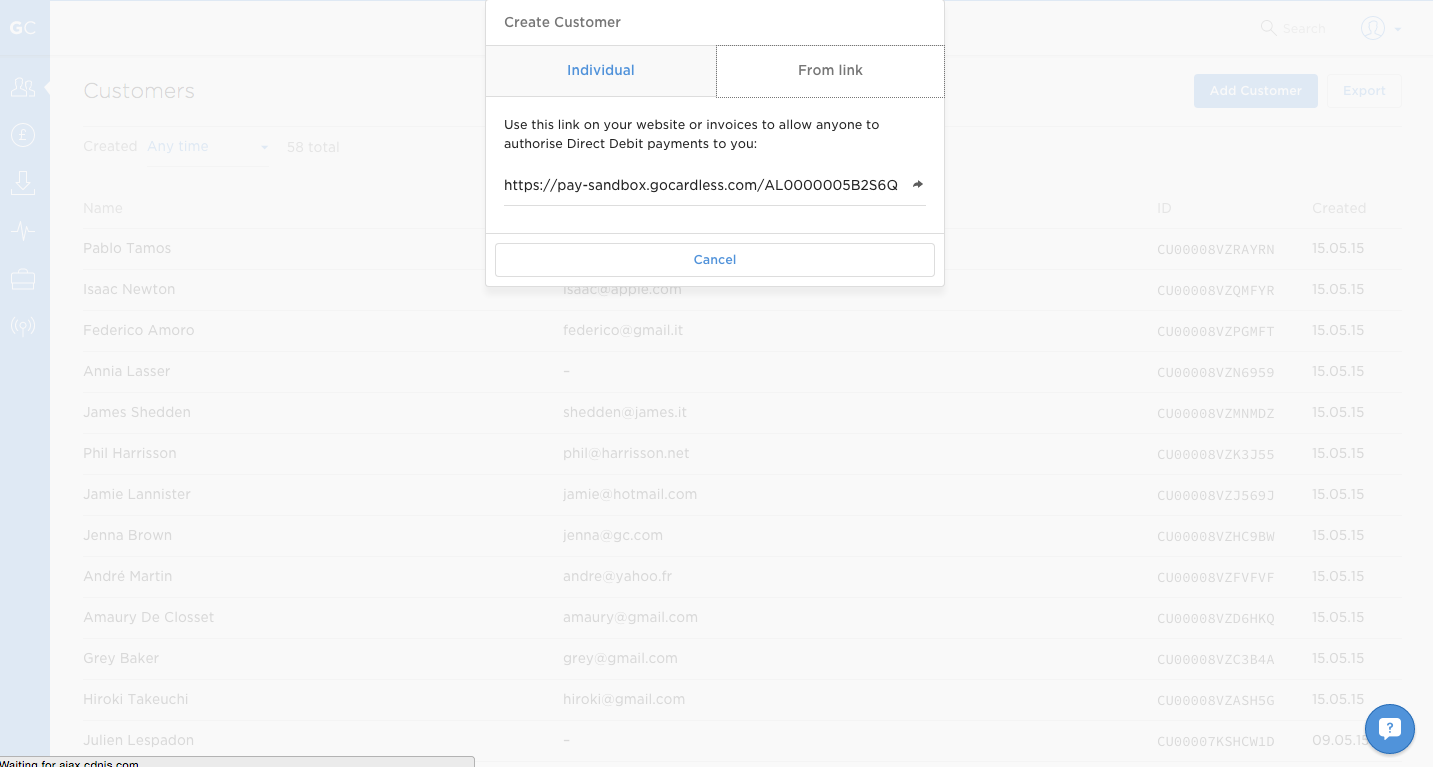 Create Customer
GC
Search
Individual
From link
Customers
Add Customer
Export
Use this link on your website or invoices to allow anyone to
authorise Direct Debit payments to you:
Created Any time 58 total
https://pay-sandbox.gocardless.com/AL0000005B2S6Q
Name ID Created
Pablo Tamos CU00008VZRAYRN 15.05.15
Cancel
Isaac Newton isaac@apple.com CU00008VZQMFYR 15.05.15
Federico Amoro federico@gmail.it CU00008VZPGMFT 15.05.15
Annia Lasser – CU00008VZN6959 15.05.15
James Shedden shedden@james.it CU00008VZMNMDZ 15.05.15
Phil Harrisson phil@harrisson.net CU00008VZK3J55 15.05.15
Jamie Lannister jamie@hotmail.com CU00008VZJ569J 15.05.15
Jenna Brown jenna@gc.com CU00008VZHC9BW 15.05.15
André Martin andre@yahoo.fr CU00008VZFVFVF 15.05.15
Amaury De Closset amaury@gmail.com CU00008VZD6HKQ 15.05.15
Grey Baker grey@gmail.com CU00008VZC3B4A 15.05.15
Hiroki Takeuchi hiroki@gmail.com CU00008VZASH5G 15.05.15
Julien Lespadon – CU00007KSHCW1D 09.05.15
Waiting for ajax.cdnjs.com